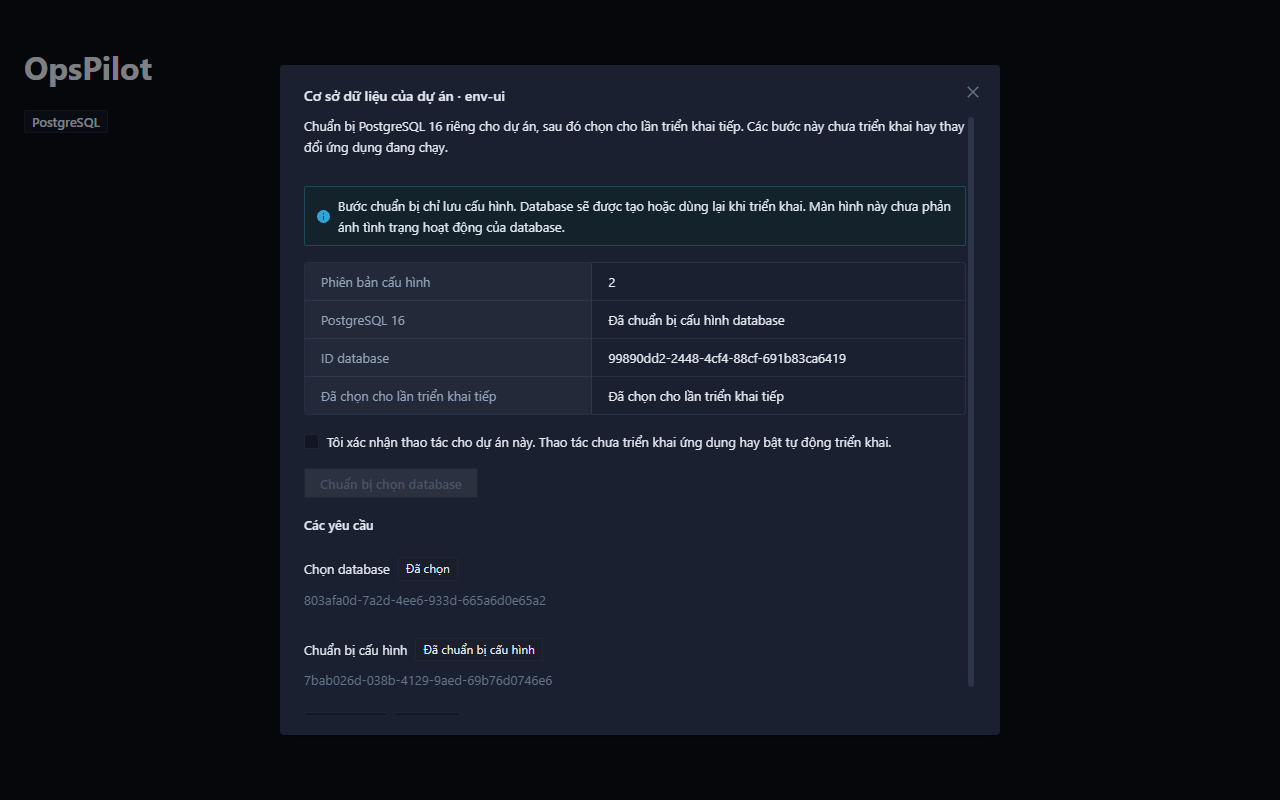 OpsPilot
PostgreSQL
Cơ sở dữ liệu của dự án · env-ui
Chuẩn bị PostgreSQL 16 riêng cho dự án, sau đó chọn cho lần triển khai tiếp. Các bước này chưa triển khai hay thay
đổi ứng dụng đang chạy.
Bước chuẩn bị chỉ lưu cấu hình. Database sẽ được tạo hoặc dùng lại khi triển khai. Màn hình này chưa phản
ánh tình trạng hoạt động của database.
Phiên bản cấu hình 2
PostgreSQL 16 Đã chuẩn bị cấu hình database
ID database 99890dd2-2448-4cf4-88cf-691b83ca6419
Đã chọn cho lần triển khai tiếp Đã chọn cho lần triển khai tiếp
Tôi xác nhận thao tác cho dự án này. Thao tác chưa triển khai ứng dụng hay bật tự động triển khai.
Chuẩn bị chọn database
Các yêu cầu
Chọn database Đã chọn
803afa0d-7a2d-4ee6-933d-665a6d0e65a2
Chuẩn bị cấu hình Đã chuẩn bị cấu hình
7bab026d-038b-4129-9aed-69b76d0746e6